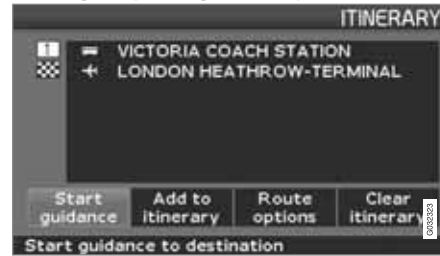 ITINERARY
1 VICTORIA COACH STATION
LONDON HEATHROW-TERMINAL
Start guidance
Add to itinerary
Route options
Clear itinerary
Start guidance to destination
G032323